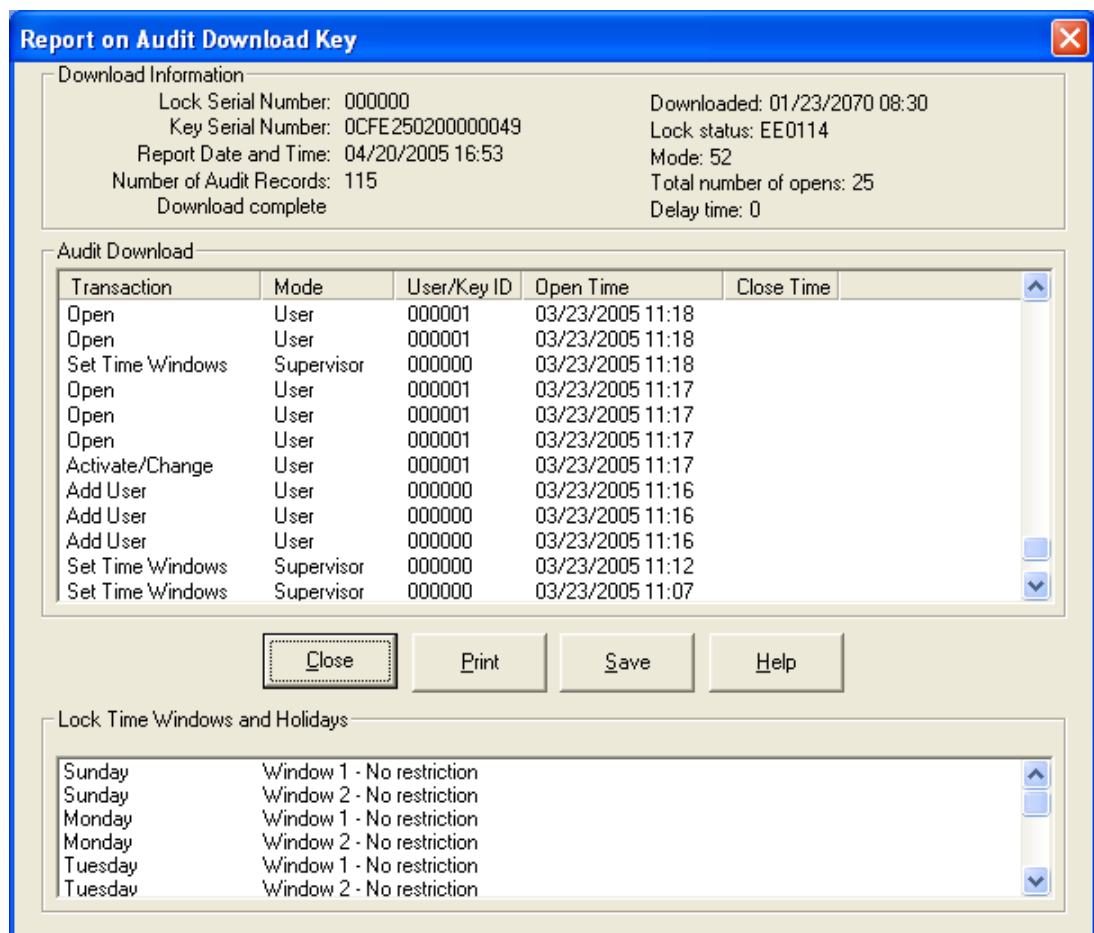 Report on Audit Download Key
Download Information
Lock Serial Number: 000000
Key Serial Number: 0CFE250200000049
Report Date and Time: 04/20/2005 16:53
Number of Audit Records: 115
Download complete
Downloaded: 01/23/2070 08:30
Lock status: EE0114
Mode: 52
Total number of opens: 25
Delay time: 0
Audit Download
Transaction Mode User/Key ID Open Time Close Time
Open User 000001 03/23/2005 11:18
Open User 000001 03/23/2005 11:18
Set Time Windows Supervisor 000000 03/23/2005 11:18
Open User 000001 03/23/2005 11:17
Open User 000001 03/23/2005 11:17
Open User 000001 03/23/2005 11:17
Activate/Change User 000001 03/23/2005 11:17
Add User User 000000 03/23/2005 11:16
Add User User 000000 03/23/2005 11:16
Add User User 000000 03/23/2005 11:16
Set Time Windows Supervisor 000000 03/23/2005 11:12
Set Time Windows Supervisor 000000 03/23/2005 11:07
Close Print Save Help
Lock Time Windows and Holidays
Sunday Window 1 - No restriction
Sunday Window 2 - No restriction
Monday Window 1 - No restriction
Monday Window 2 - No restriction
Tuesday Window 1 - No restriction
Tuesday Window 2 - No restriction